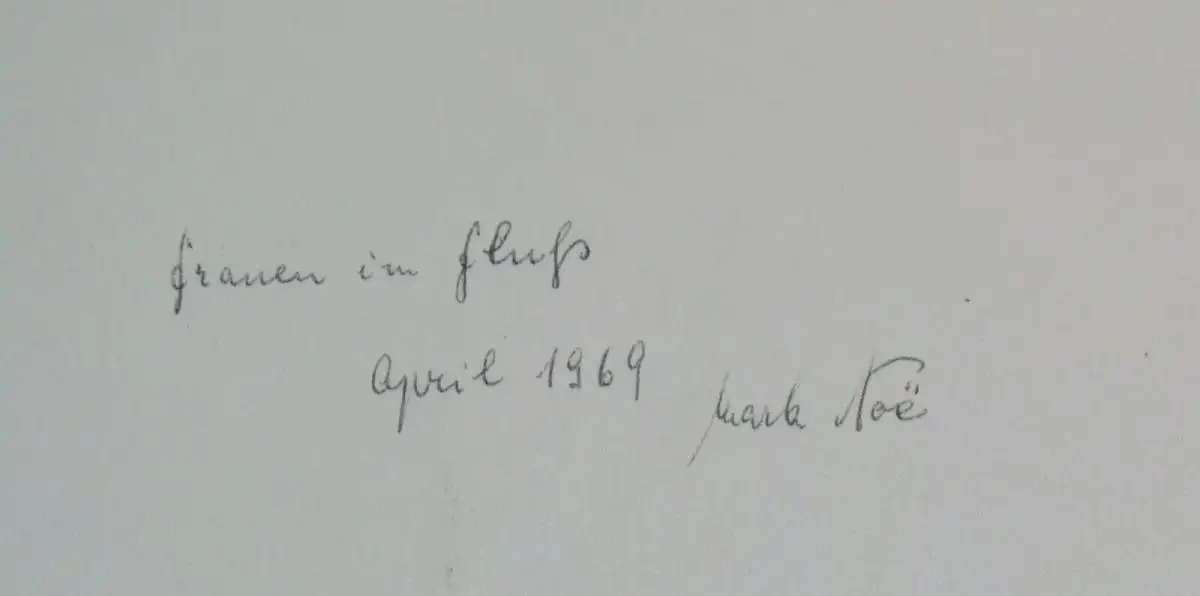 Frauen im Fluß
April 1969
Mark Noë